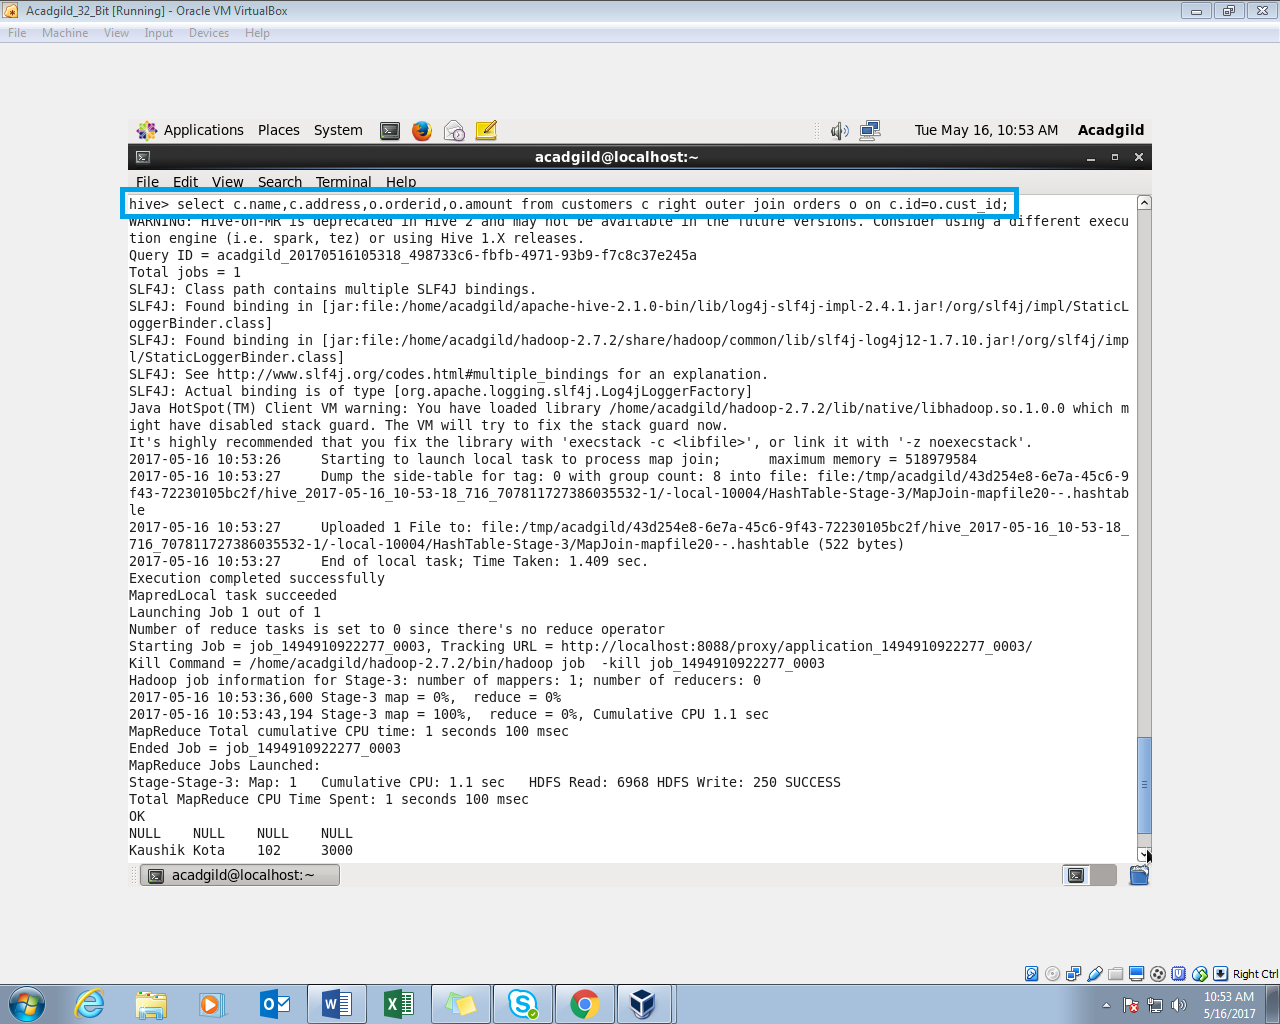 Acadgild_32_Bit [Running] - Oracle VM VirtualBox
File Machine View Input Devices Help
Applications Places System Tue May 16, 10:53 AM Acadgild
acadgild@localhost:~
File Edit View Search Terminal Help
hive> select c.name,c.address,o.orderid,o.amount from customers c right outer join orders o on c.id=o.cust_id;
WARNING: Hive-on-MR is deprecated in Hive 2 and may not be available in the future versions. Consider using a different execu
tion engine (i.e. spark, tez) or using Hive 1.X releases.
Query ID = acadgild_20170516105318_498733c6-fbfb-4971-93b9-f7c8c37e245a
Total jobs = 1
SLF4J: Class path contains multiple SLF4J bindings.
SLF4J: Found binding in [jar:file:/home/acadgild/apache-hive-2.1.0-bin/lib/log4j-slf4j-impl-2.4.1.jar!/org/slf4j/impl/StaticL
oggerBinder.class]
SLF4J: Found binding in [jar:file:/home/acadgild/hadoop-2.7.2/share/hadoop/common/lib/slf4j-log4j12-1.7.10.jar!/org/slf4j/imp
l/StaticLoggerBinder.class]
SLF4J: See http://www.slf4j.org/codes.html#multiple_bindings for an explanation.
SLF4J: Actual binding is of type [org.apache.logging.slf4j.Log4jLoggerFactory]
Java HotSpot(TM) Client VM warning: You have loaded library /home/acadgild/hadoop-2.7.2/lib/native/libhadoop.so.1.0.0 which m
ight have disabled stack guard. The VM will try to fix the stack guard now.
It's highly recommended that you fix the library with 'execstack -c <libfile>', or link it with '-z noexecstack'.
2017-05-16 10:53:26     Starting to launch local task to process map join;      maximum memory = 518979584
2017-05-16 10:53:27     Dump the side-table for tag: 0 with group count: 8 into file: file:/tmp/acadgild/43d254e8-6e7a-45c6-9
f43-72230105bc2f/hive_2017-05-16_10-53-18_716_707811727386035532-1/-local-10004/HashTable-Stage-3/MapJoin-mapfile20--.hashtab
le
2017-05-16 10:53:27     Uploaded 1 File to: file:/tmp/acadgild/43d254e8-6e7a-45c6-9f43-72230105bc2f/hive_2017-05-16_10-53-18_
716_707811727386035532-1/-local-10004/HashTable-Stage-3/MapJoin-mapfile20--.hashtable (522 bytes)
2017-05-16 10:53:27     End of local task; Time Taken: 1.409 sec.
Execution completed successfully
MapredLocal task succeeded
Launching Job 1 out of 1
Number of reduce tasks is set to 0 since there's no reduce operator
Starting Job = job_1494910922277_0003, Tracking URL = http://localhost:8088/proxy/application_1494910922277_0003/
Kill Command = /home/acadgild/hadoop-2.7.2/bin/hadoop job  -kill job_1494910922277_0003
Hadoop job information for Stage-3: number of mappers: 1; number of reducers: 0
2017-05-16 10:53:36,600 Stage-3 map = 0%,  reduce = 0%
2017-05-16 10:53:43,194 Stage-3 map = 100%,  reduce = 0%, Cumulative CPU 1.1 sec
MapReduce Total cumulative CPU time: 1 seconds 100 msec
Ended Job = job_1494910922277_0003
MapReduce Jobs Launched:
Stage-Stage-3: Map: 1   Cumulative CPU: 1.1 sec   HDFS Read: 6968 HDFS Write: 250 SUCCESS
Total MapReduce CPU Time Spent: 1 seconds 100 msec
OK
NULL    NULL    NULL    NULL
Kaushik Kota    102     3000
acadgild@localhost:~
Right Ctrl
10:53 AM
5/16/2017